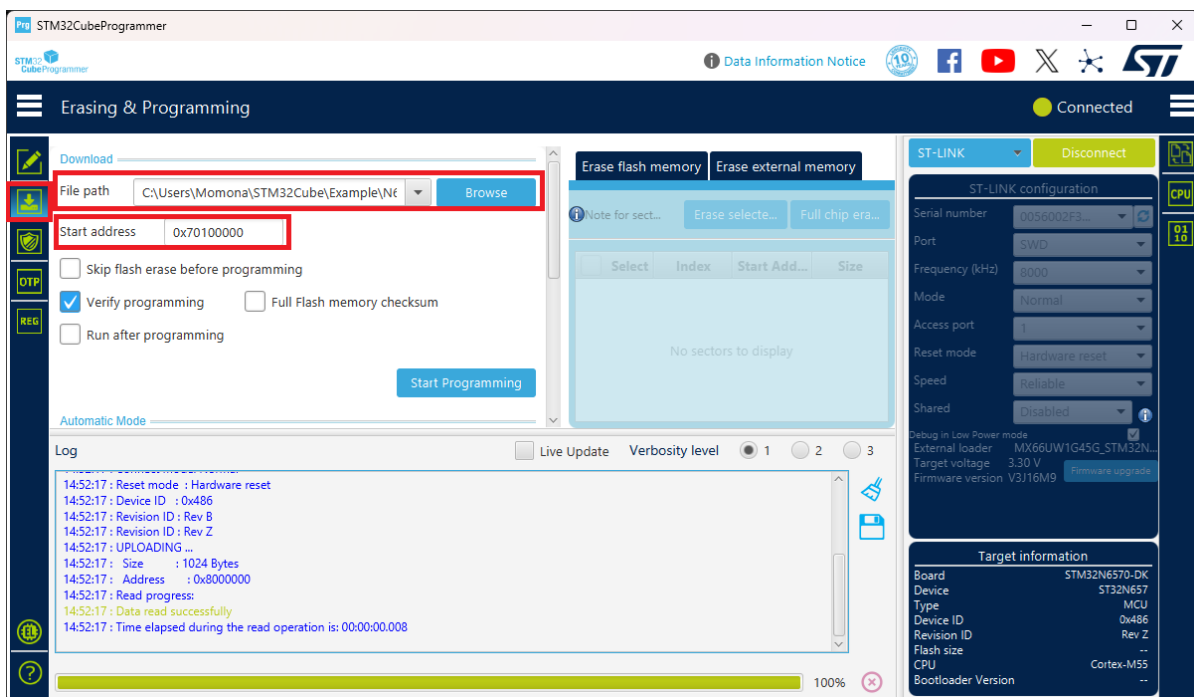 Prg STM32CubeProgrammer
STM32
CubeProgrammer
Data Information Notice
10
Erasing & Programming
Connected
Download
File path C:\Users\Momona\STM32Cube\Example\N6 Browse
Start address 0x70100000
Skip flash erase before programming
Verify programming Full Flash memory checksum
Run after programming
Start Programming
Automatic Mode
OTP
REG
Erase flash memory Erase external memory
Note for sect... Erase selecte... Full chip era...
Select Index Start Add... Size
No sectors to display
ST-LINK Disconnect
ST-LINK configuration
Serial number 0056002F3...
Port SWD
Frequency (kHz) 8000
Mode Normal
Access port 1
Reset mode Hardware reset
Speed Reliable
Shared Disabled
Debug in Low Power mode
External loader MX66UW1G45G_STM32N...
Target voltage 3.30 V
Firmware version V3J16M9 Firmware upgrade
CPU
01
10
Log Live Update Verbosity level 1 2 3
14:52:17 : Reset mode : Hardware reset
14:52:17 : Device ID : 0x486
14:52:17 : Revision ID : Rev B
14:52:17 : Revision ID : Rev Z
14:52:17 : UPLOADING ...
14:52:17 : Size : 1024 Bytes
14:52:17 : Address : 0x8000000
14:52:17 : Read progress:
14:52:17 : Data read successfully
14:52:17 : Time elapsed during the read operation is: 00:00:00.008
100%
Target information
Board STM32N6570-DK
Device ST32N657
Type MCU
Device ID 0x486
Revision ID Rev Z
Flash size --
CPU Cortex-M55
Bootloader Version --